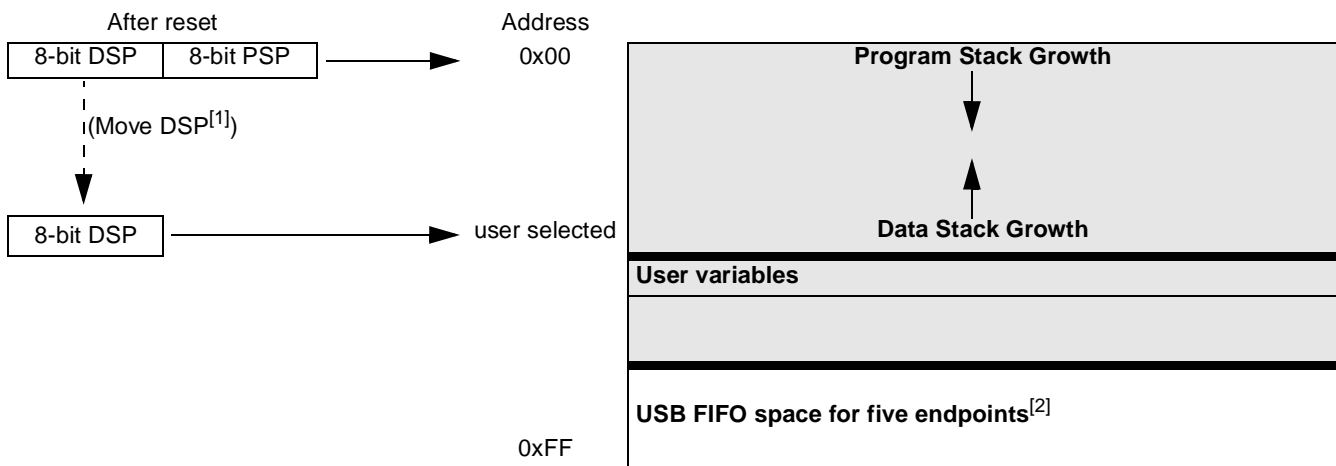 After reset
Address
8-bit DSP 8-bit PSP 0x00 Program Stack Growth
(Move DSP[1])
8-bit DSP user selected Data Stack Growth
User variables
USB FIFO space for five endpoints[2]
0xFF